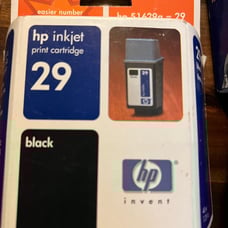 easier number
hp 51629a = 29
hp inkjet
print cartridge
29
black
hp
invent